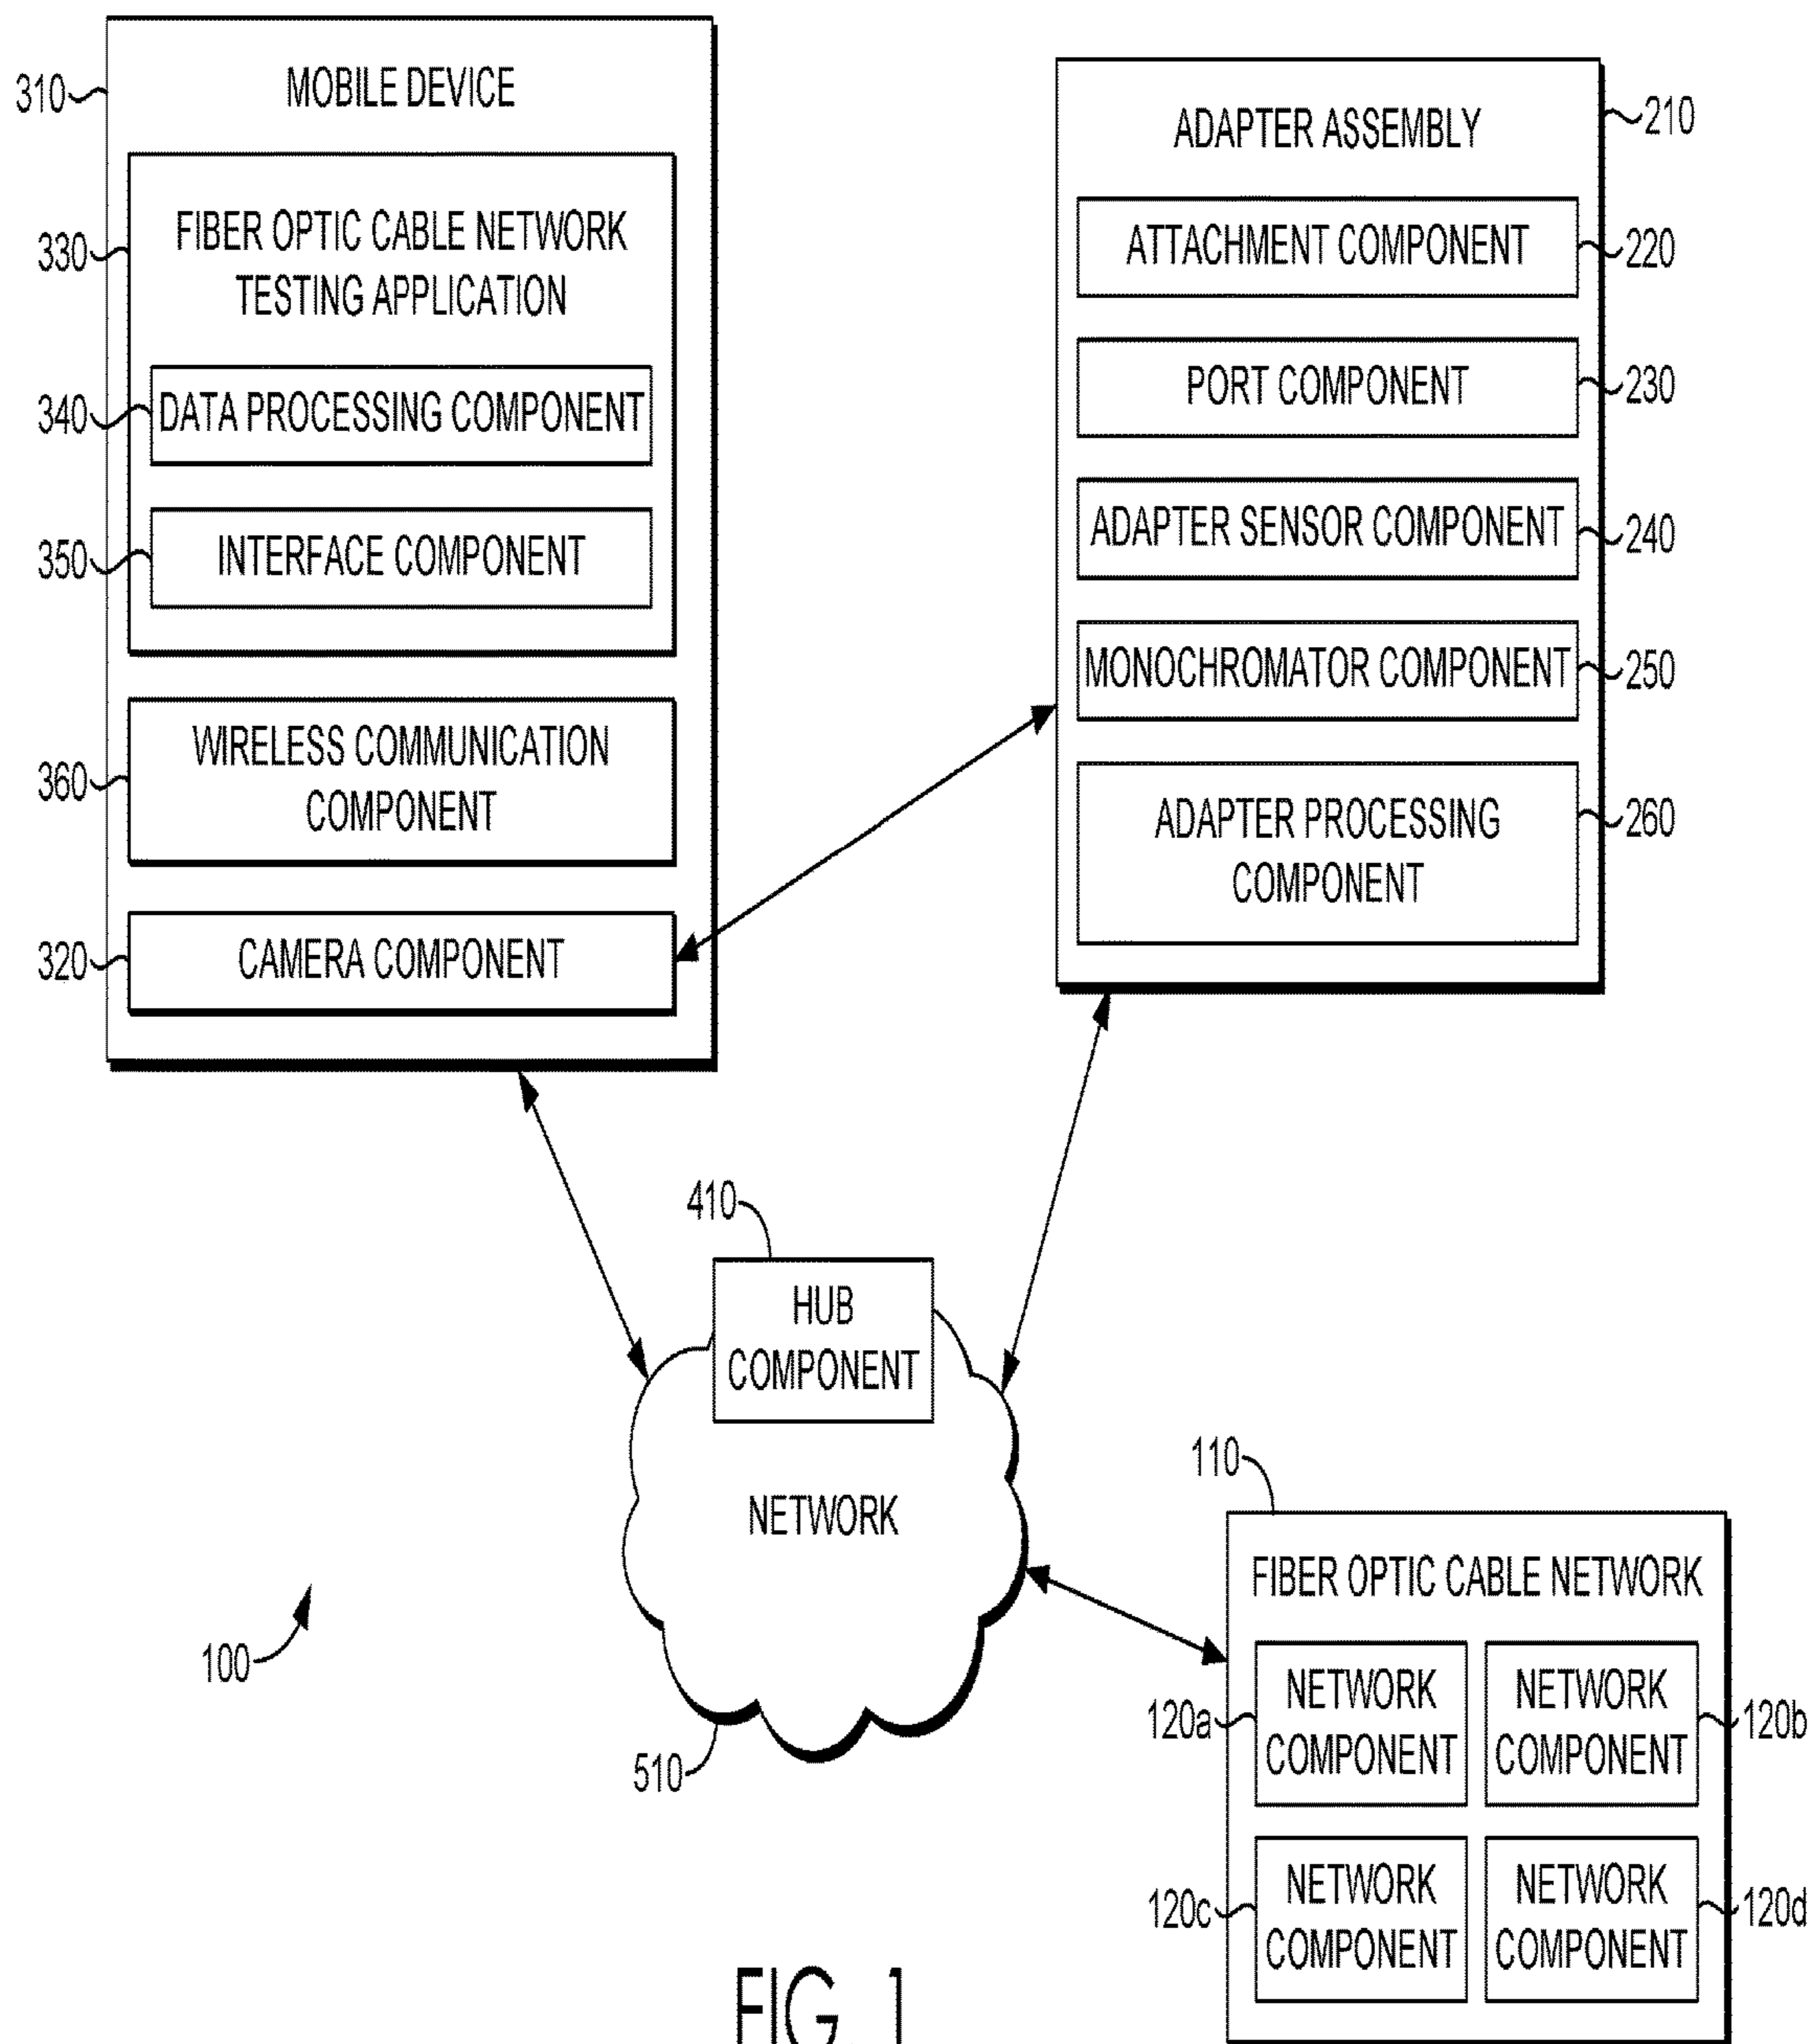 310
MOBILE DEVICE
330
FIBER OPTIC CABLE NETWORK
TESTING APPLICATION
340
DATA PROCESSING COMPONENT
350
INTERFACE COMPONENT
360
WIRELESS COMMUNICATION
COMPONENT
320
CAMERA COMPONENT
ADAPTER ASSEMBLY
210
ATTACHMENT COMPONENT
220
PORT COMPONENT
230
ADAPTER SENSOR COMPONENT
240
MONOCHROMATOR COMPONENT
250
ADAPTER PROCESSING
COMPONENT
260
410
HUB
COMPONENT
NETWORK
510
100
110
FIBER OPTIC CABLE NETWORK
120a
NETWORK
COMPONENT
NETWORK
COMPONENT
120b
120c
NETWORK
COMPONENT
NETWORK
COMPONENT
120d
FIG. 1